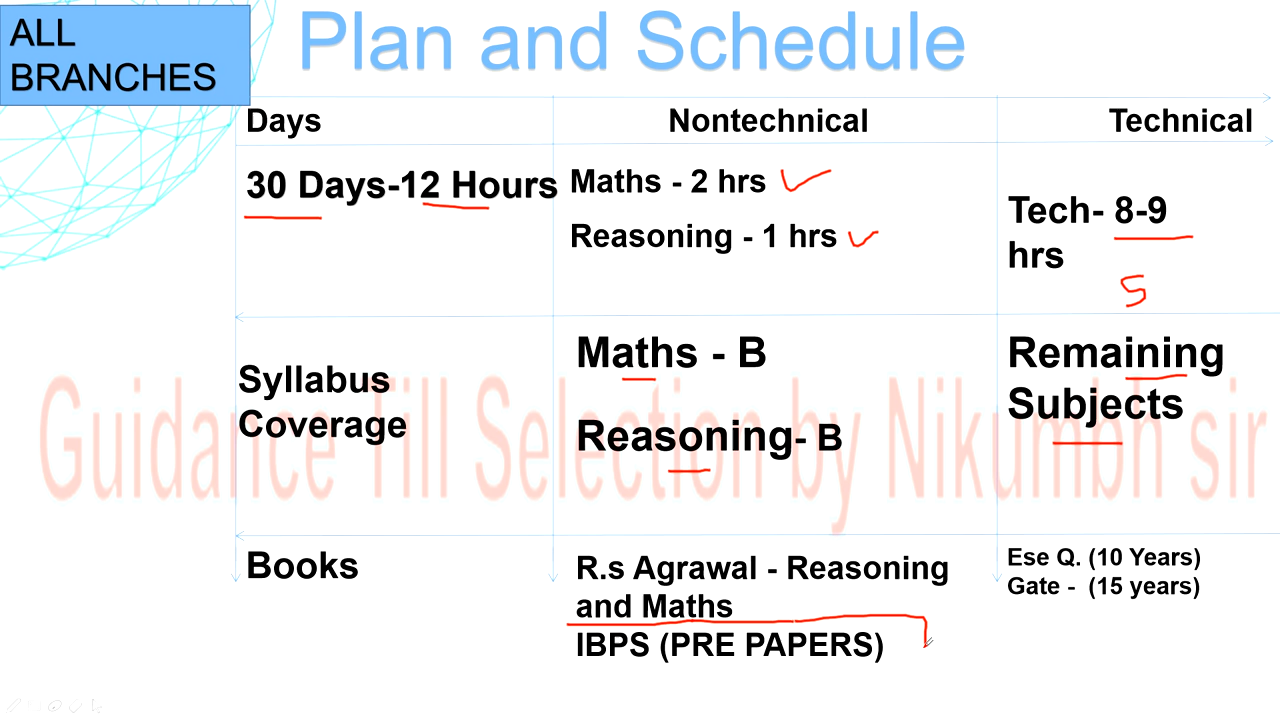 ALL
BRANCHES
Plan and Schedule
Days
Nontechnical
Technical
30 Days-12 Hours
Maths - 2 hrs
Reasoning - 1 hrs
Tech- 8-9
hrs
5
Syllabus
Coverage
Maths - B
Reasoning- B
Remaining
Subjects
Guidance Till Selection by Nikumbh sir
Books
R.s Agrawal - Reasoning
and Maths
IBPS (PRE PAPERS)
Ese Q. (10 Years)
Gate - (15 years)